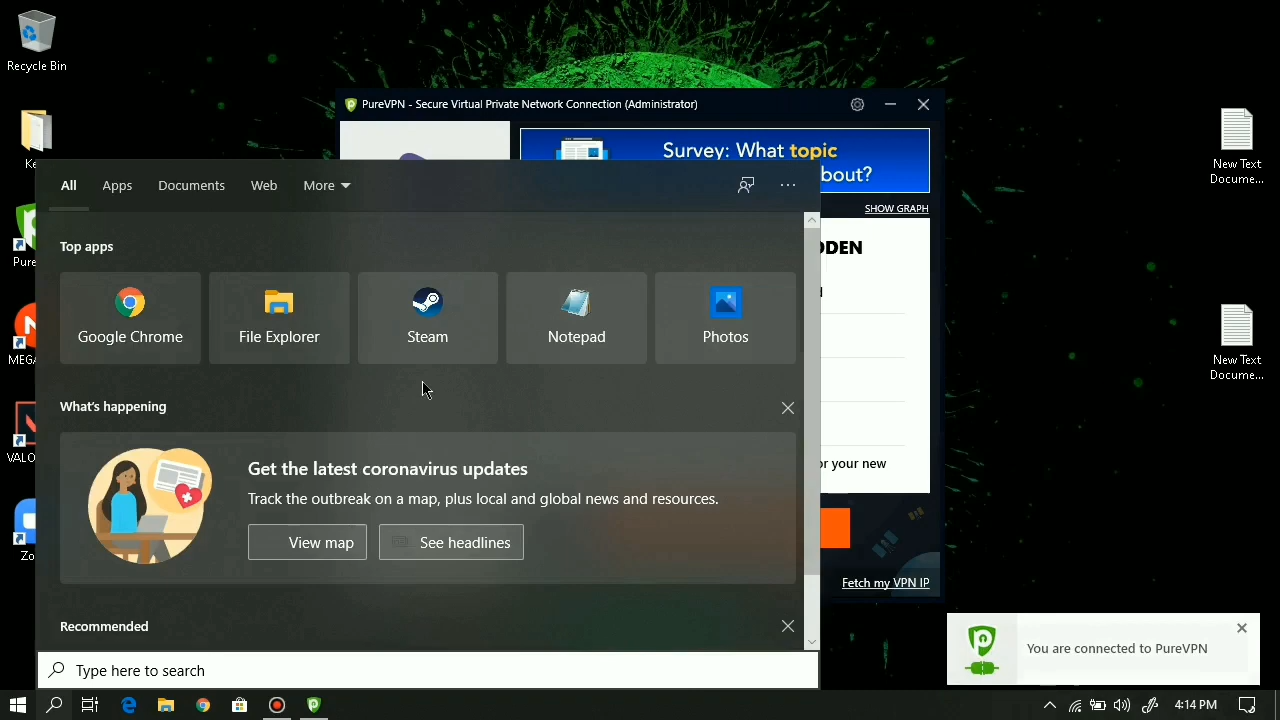 Recycle Bin
Ke
Pure
MEGA
VALO
Zo
PureVPN - Secure Virtual Private Network Connection (Administrator)
Survey: What topic
bout?
SHOW GRAPH
DDEN
or your new
Fetch my VPN IP
All
Apps
Documents
Web
More
Top apps
Google Chrome
File Explorer
Steam
Notepad
Photos
What's happening
Get the latest coronavirus updates
Track the outbreak on a map, plus local and global news and resources.
View map
See headlines
Recommended
Type here to search
New Text
Docume...
New Text
Docume...
You are connected to PureVPN
4:14 PM